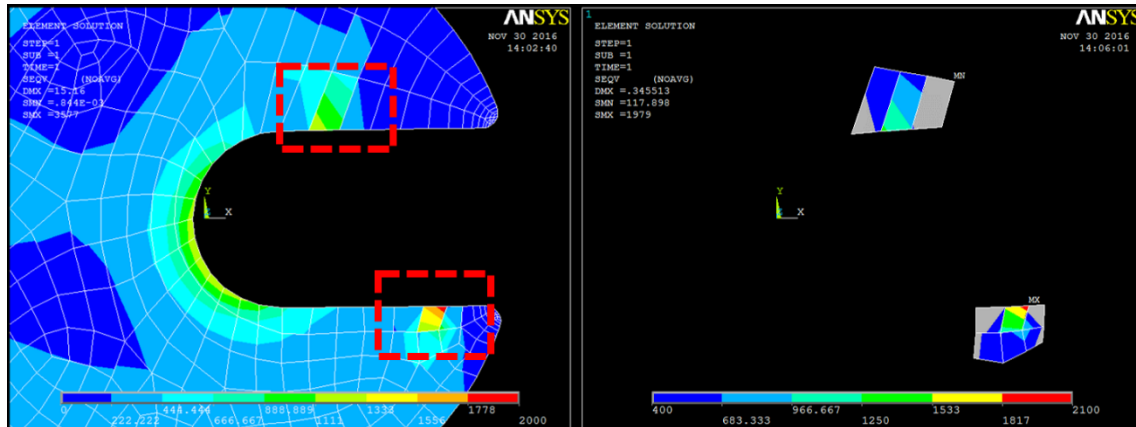 ANSYS
NOV 30 2016
14:02:40
ELEMENT SOLUTION
STEP=1
SUB =1
TIME=1
SEQV (NOAVG)
DMX=15.16
SMN=.844E-03
SMX=3577
Y
X
0 444.444 888.889 1333 1778
222.222 666.667 1111 1556 2000
1
ANSYS
NOV 30 2016
14:06:01
ELEMENT SOLUTION
STEP=1
SUB =1
TIME=1
SEQV (NOAVG)
DMX=.345513
SMN=117.898
SMX=1979
MN
Y
X
MX
400 966.667 1533 2100
683.333 1250 1817